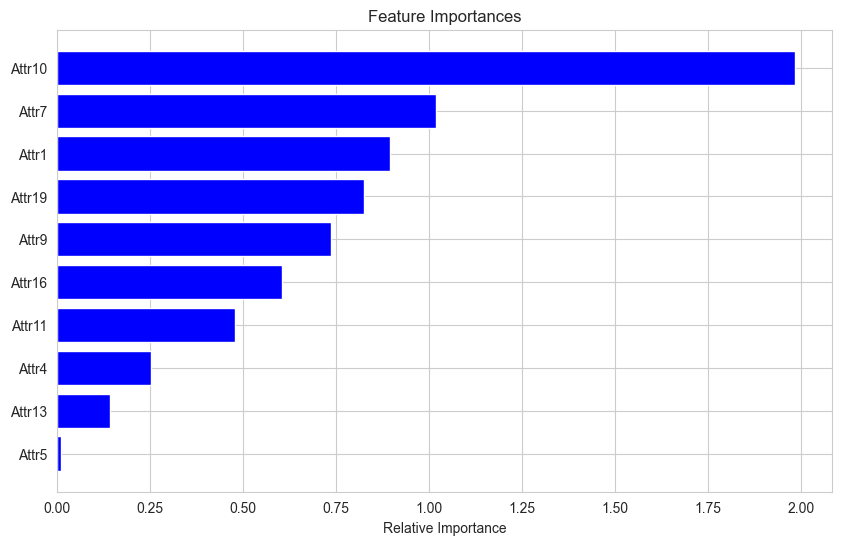 Feature Importances
Attr10
Attr7
Attr1
Attr19
Attr9
Attr16
Attr11
Attr4
Attr13
Attr5
0.00 0.25 0.50 0.75 1.00 1.25 1.50 1.75 2.00
Relative Importance